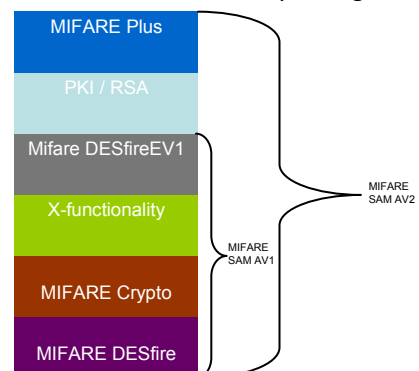 MIFARE Plus
PKI / RSA
Mifare DESfireEV1
X-functionality
MIFARE Crypto
MIFARE DESfire
MIFARE
SAM AV1
MIFARE
SAM AV2